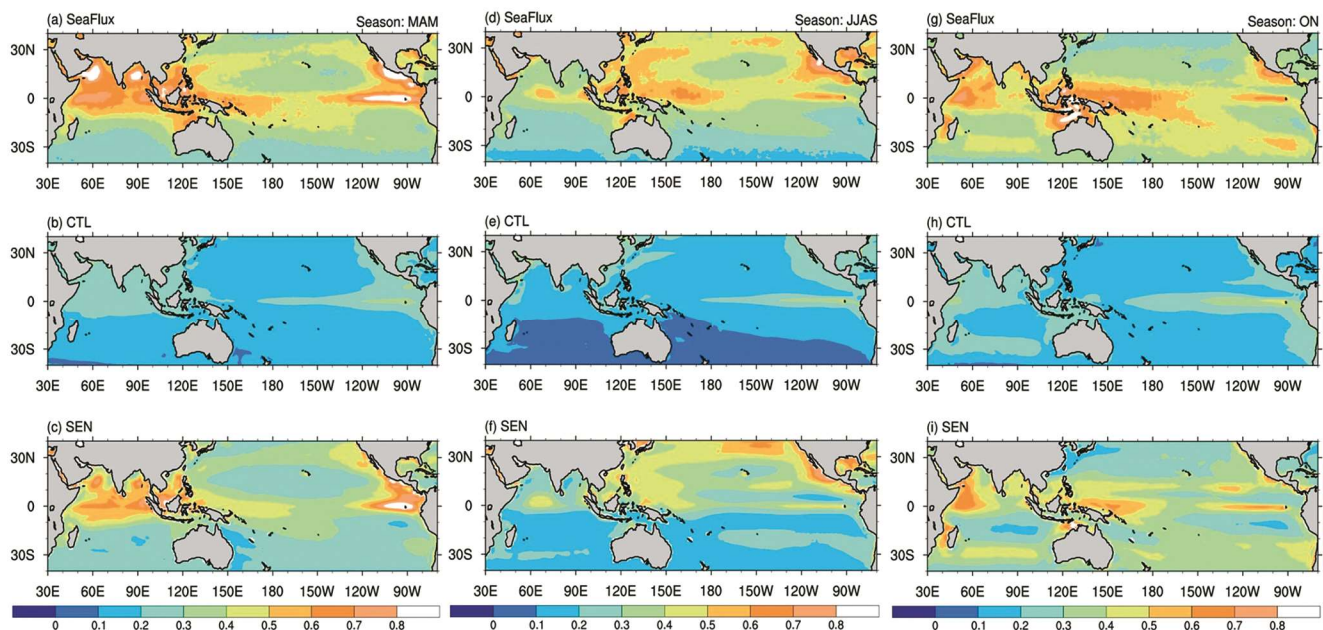 (a) SeaFlux Season: MAM
30N
0
30S
30E 60E 90E 120E 150E 180 150W 120W 90W
(b) CTL
30N
0
30S
30E 60E 90E 120E 150E 180 150W 120W 90W
(c) SEN
30N
0
30S
30E 60E 90E 120E 150E 180 150W 120W 90W
0 0.1 0.2 0.3 0.4 0.5 0.6 0.7 0.8
(d) SeaFlux Season: JJAS
30N
0
30S
30E 60E 90E 120E 150E 180 150W 120W 90W
(e) CTL
30N
0
30S
30E 60E 90E 120E 150E 180 150W 120W 90W
(f) SEN
30N
0
30S
30E 60E 90E 120E 150E 180 150W 120W 90W
0 0.1 0.2 0.3 0.4 0.5 0.6 0.7 0.8
(g) SeaFlux Season: ON
30N
0
30S
30E 60E 90E 120E 150E 180 150W 120W 90W
(h) CTL
30N
0
30S
30E 60E 90E 120E 150E 180 150W 120W 90W
(i) SEN
30N
0
30S
30E 60E 90E 120E 150E 180 150W 120W 90W
0 0.1 0.2 0.3 0.4 0.5 0.6 0.7 0.8